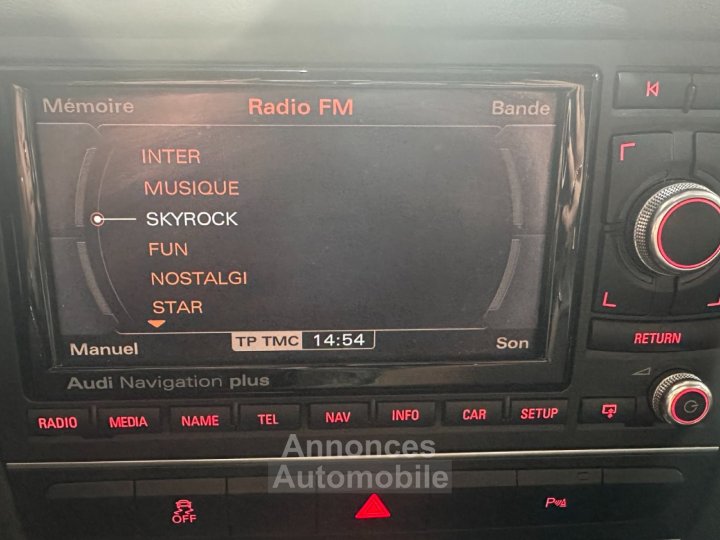 Mémoire Radio FM Bande
INTER
MUSIQUE
SKYROCK
FUN
NOSTALGI
STAR
Manuel TP TMC 14:54 Son
Audi Navigation plus
RETURN
RADIO MEDIA NAME TEL NAV INFO CAR SETUP
Annonces
Automobile
OFF
P